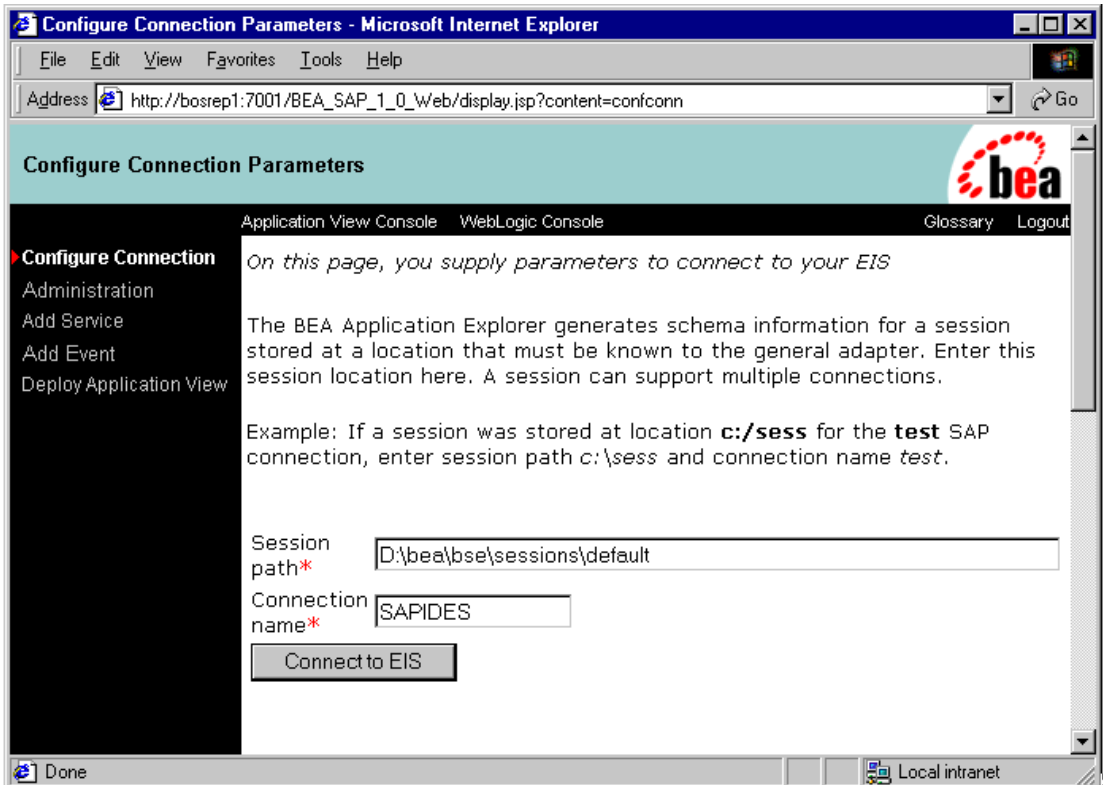 Configure Connection Parameters - Microsoft Internet Explorer
File Edit View Favorites Tools Help
Address http://bosrep1:7001/BEA_SAP_1_0_Web/display.jsp?content=confconn Go
Configure Connection Parameters
bea
Application View Console WebLogic Console Glossary Logout
Configure Connection
Administration
Add Service
Add Event
Deploy Application View
On this page, you supply parameters to connect to your EIS
The BEA Application Explorer generates schema information for a session
stored at a location that must be known to the general adapter. Enter this
session location here. A session can support multiple connections.
Example: If a session was stored at location c:/sess for the test SAP
connection, enter session path c:\sess and connection name test.
Session
path*
D:\bea\bse\sessions\default
Connection
name*
SAPIDES
Connect to EIS
Done
Local intranet